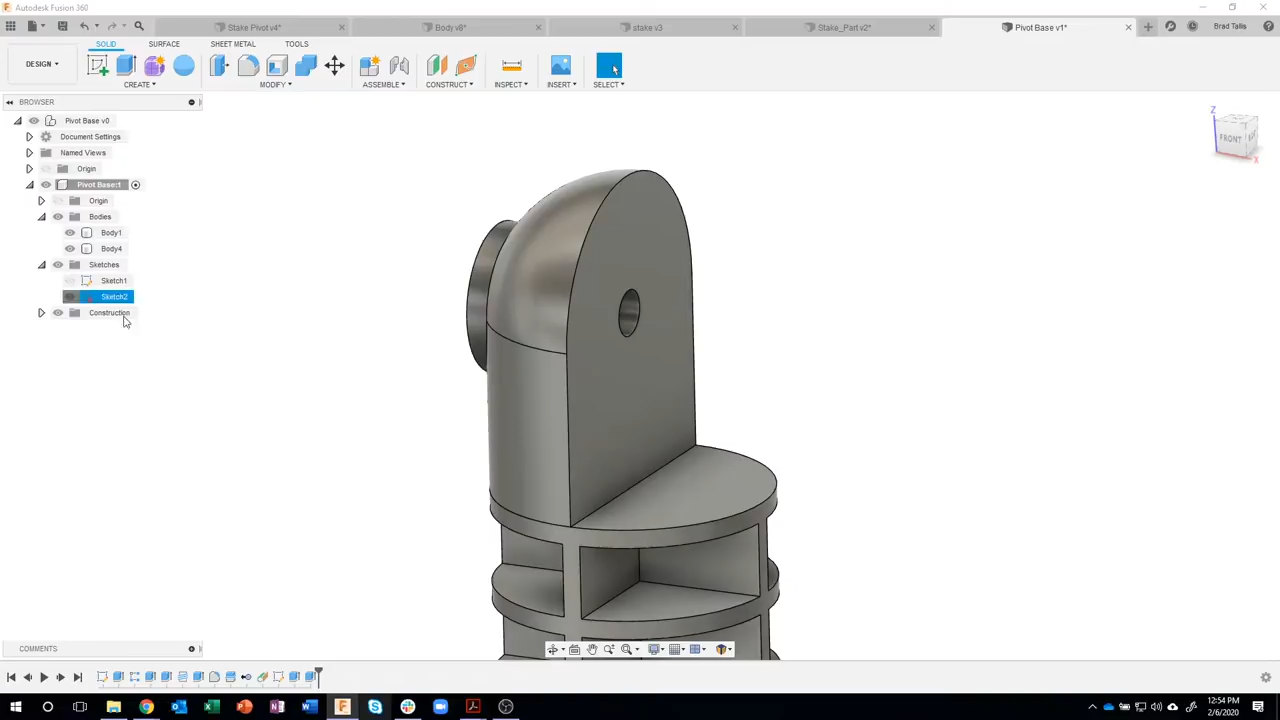 Autodesk Fusion 360
Stake Pivot v4*
Body v8*
stake v3
Stake_Part v2*
Pivot Base v1*
Brad Tallis
SOLID
SURFACE
SHEET METAL
TOOLS
DESIGN
CREATE
MODIFY
ASSEMBLE
CONSTRUCT
INSPECT
INSERT
SELECT
BROWSER
Pivot Base v0
Document Settings
Named Views
Origin
Pivot Base:1
Origin
Bodies
Body1
Body4
Sketches
Sketch1
Sketch2
Construction
Z
FRONT
X
COMMENTS
12:54 PM
2/6/2020